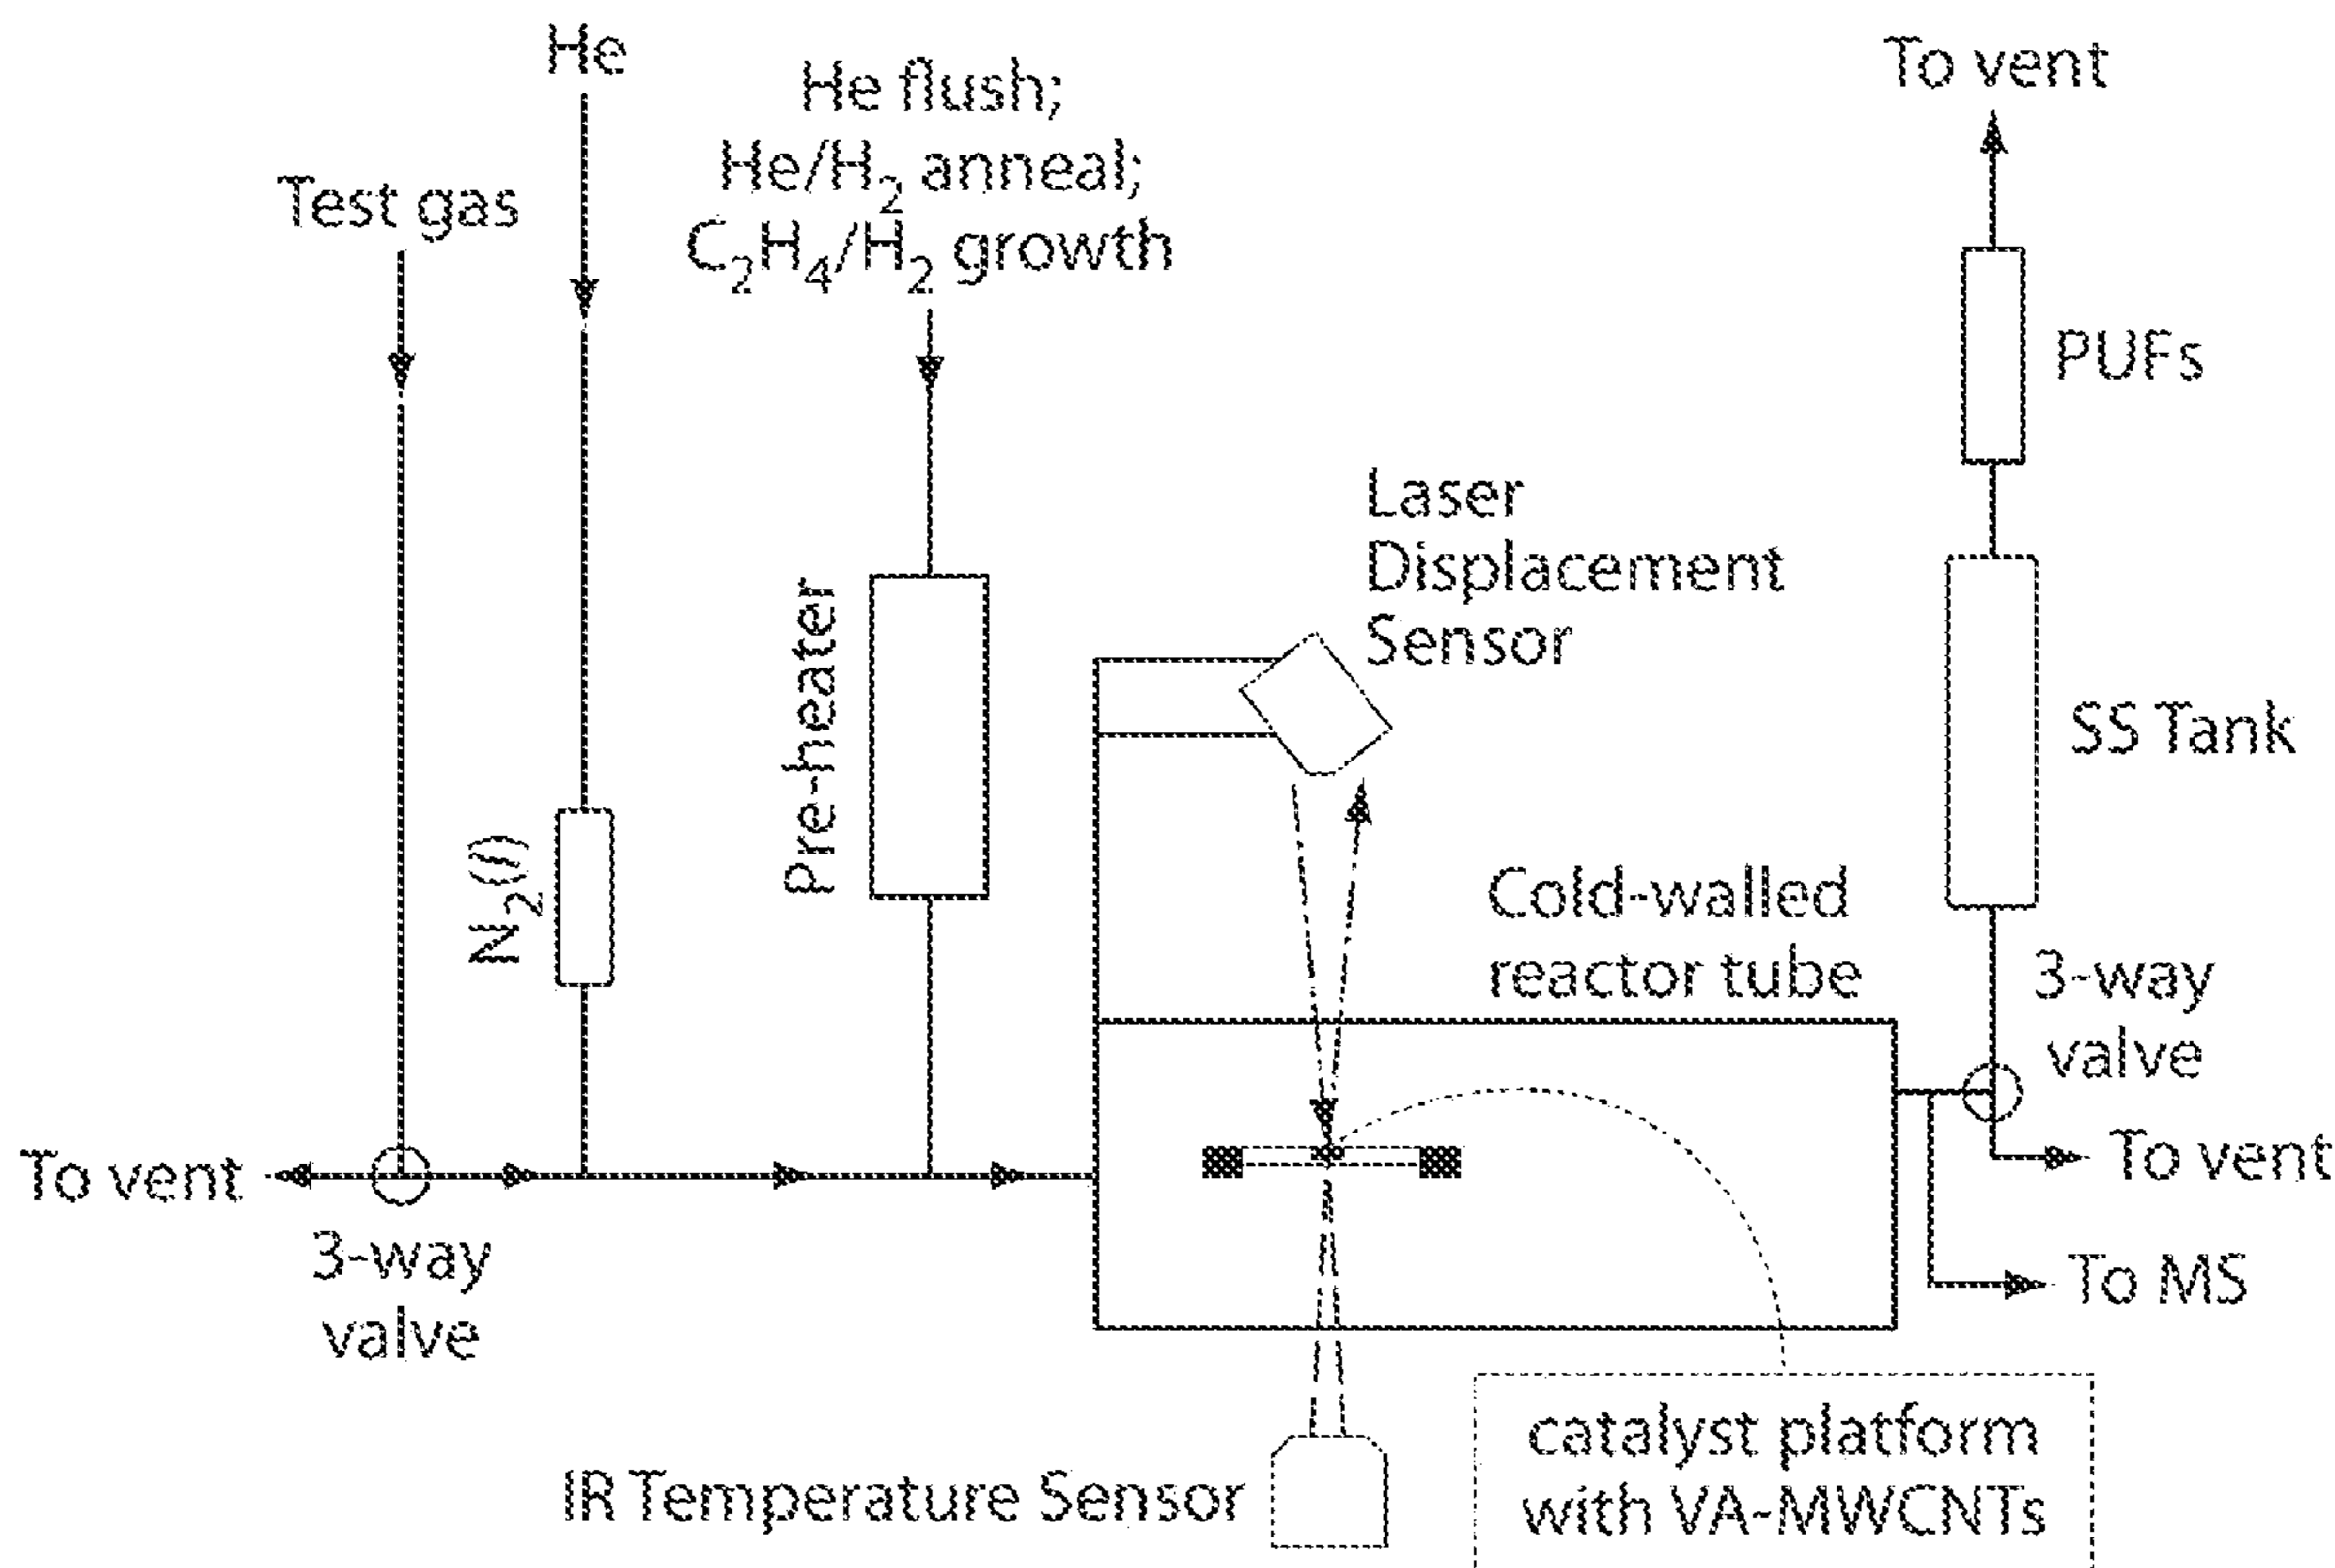 He
To vent
He flush;
He/H₂ anneal;
C₂H₄/H₂ growth
Test gas
PUFs
Laser
Displacement
Sensor
Pre-heater
SS Tank
N₂(l)
Cold-walled
reactor tube
3-way
valve
To vent
To vent
3-way
valve
To MS
catalyst platform
with VA-MWCNTs
IR Temperature Sensor